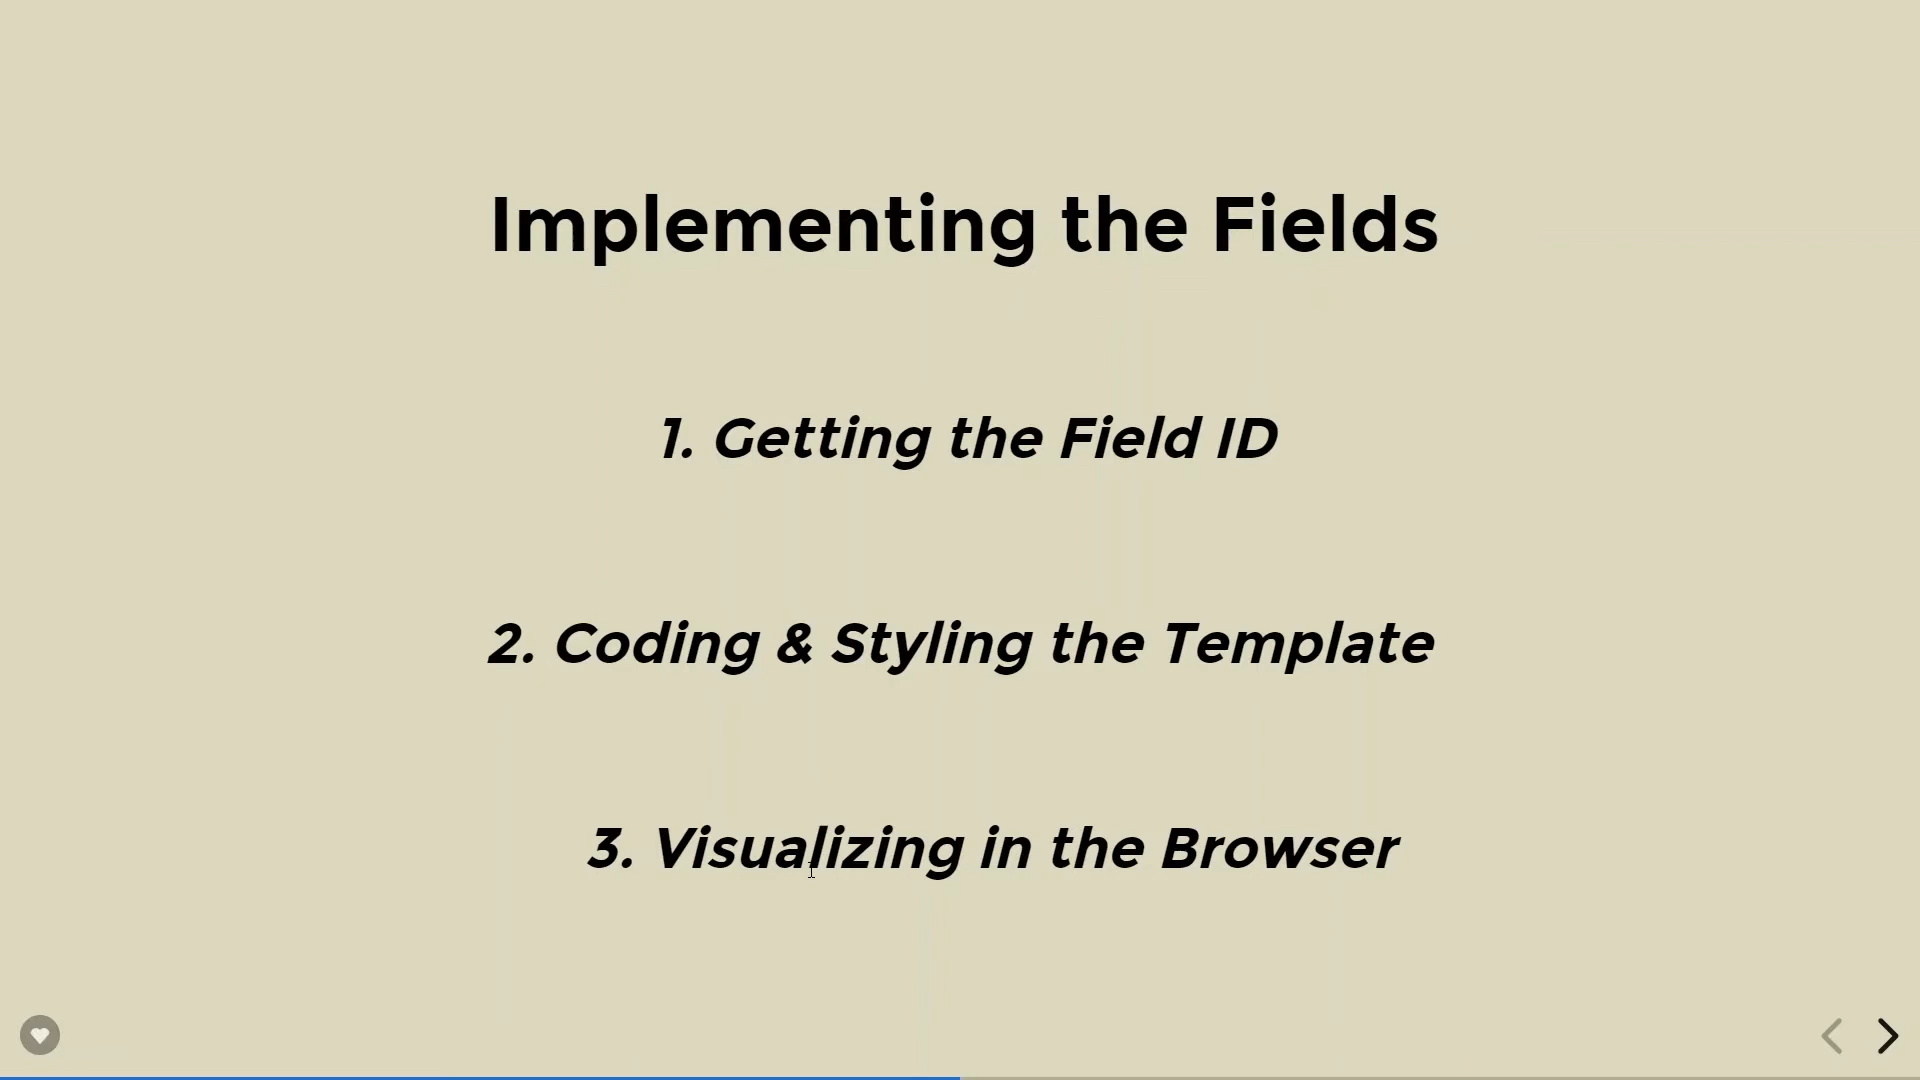 Implementing the Fields
1. Getting the Field ID
2. Coding & Styling the Template
3. Visualizing in the Browser